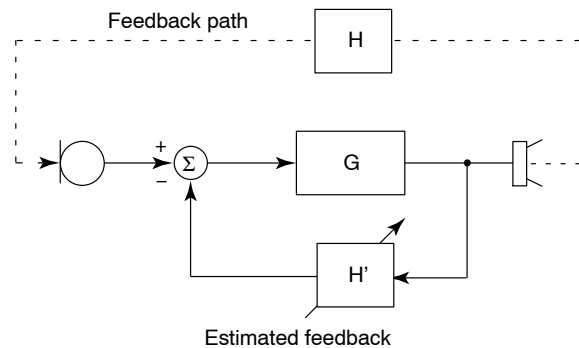 Feedback path
H
+
Σ
−
G
H'
Estimated feedback